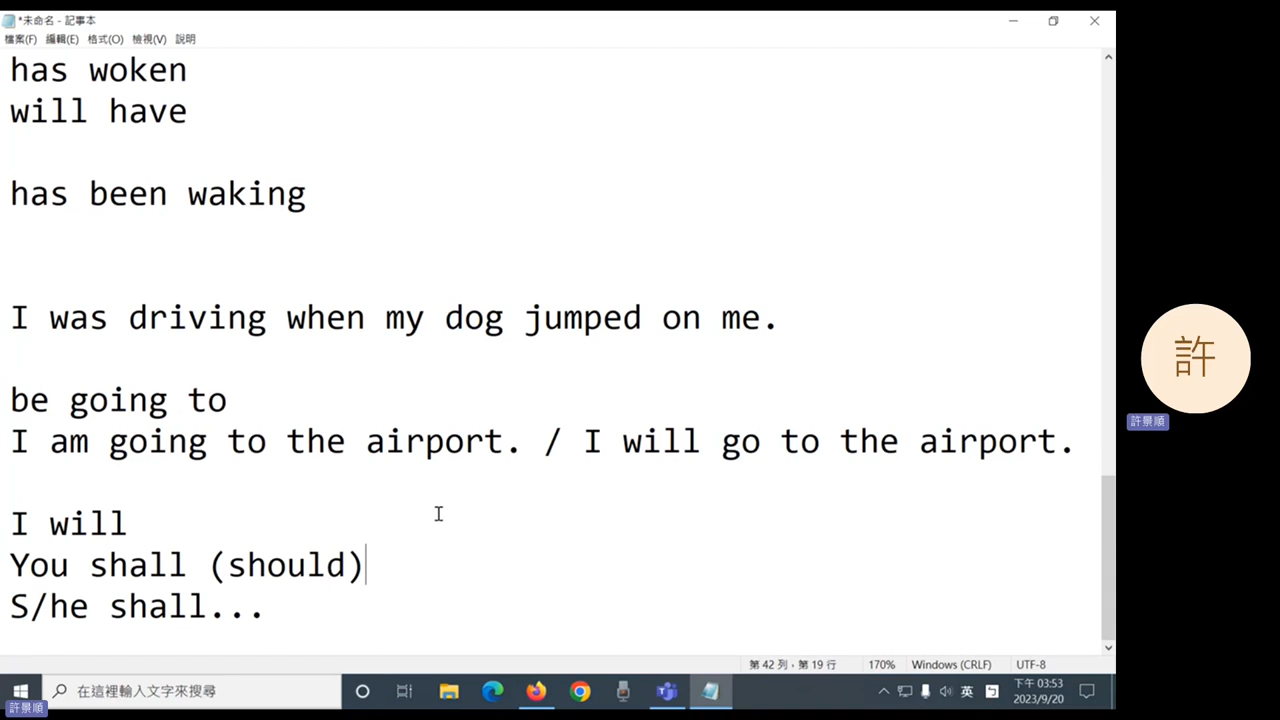 *未命名 - 記事本
檔案(F) 編輯(E) 格式(O) 檢視(V) 說明
has woken
will have
has been waking
I was driving when my dog jumped on me.
be going to
I am going to the airport. / I will go to the airport.
I will
You shall (should)
S/he shall...
許
許景順
第 42 列，第 19 行 170% Windows (CRLF) UTF-8
在這裡輸入文字來搜尋
英
下午 03:53
2023/9/20
許景順